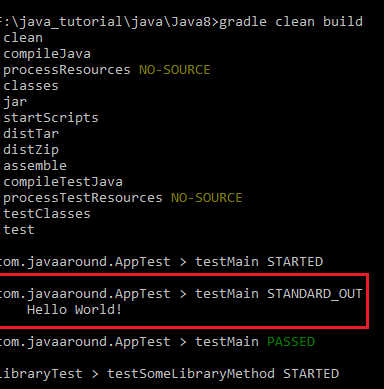 F:\java_tutorial\java\Java8>gradle clean build
:clean
:compileJava
:processResources NO-SOURCE
:classes
:jar
:startScripts
:distTar
:distZip
:assemble
:compileTestJava
:processTestResources NO-SOURCE
:testClasses
:test
com.javaaround.AppTest > testMain STARTED
com.javaaround.AppTest > testMain STANDARD_OUT
Hello World!
com.javaaround.AppTest > testMain PASSED
LibraryTest > testSomeLibraryMethod STARTED